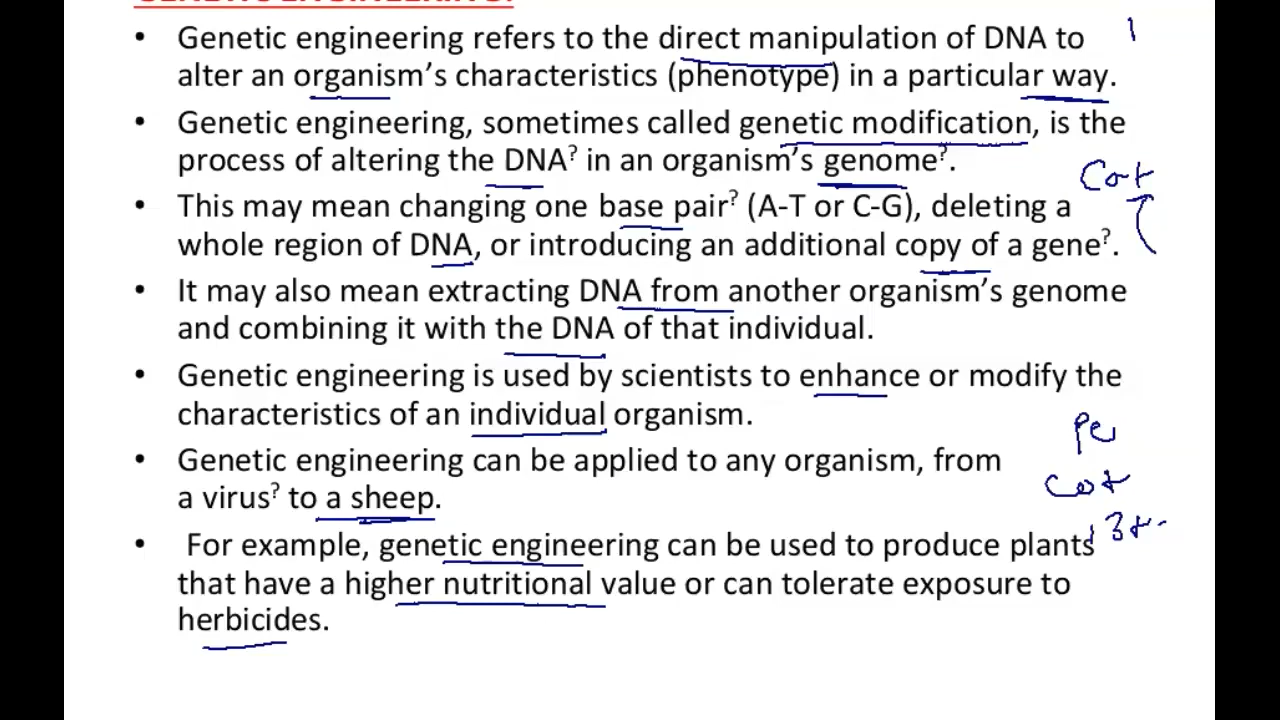 • Genetic engineering refers to the direct manipulation of DNA to
alter an organism's characteristics (phenotype) in a particular way.
• Genetic engineering, sometimes called genetic modification, is the
process of altering the DNA? in an organism's genome?.
• This may mean changing one base pair? (A-T or C-G), deleting a
whole region of DNA, or introducing an additional copy of a gene?.
• It may also mean extracting DNA from another organism's genome
and combining it with the DNA of that individual.
• Genetic engineering is used by scientists to enhance or modify the
characteristics of an individual organism.
• Genetic engineering can be applied to any organism, from
a virus? to a sheep.
• For example, genetic engineering can be used to produce plants
that have a higher nutritional value or can tolerate exposure to
herbicides.